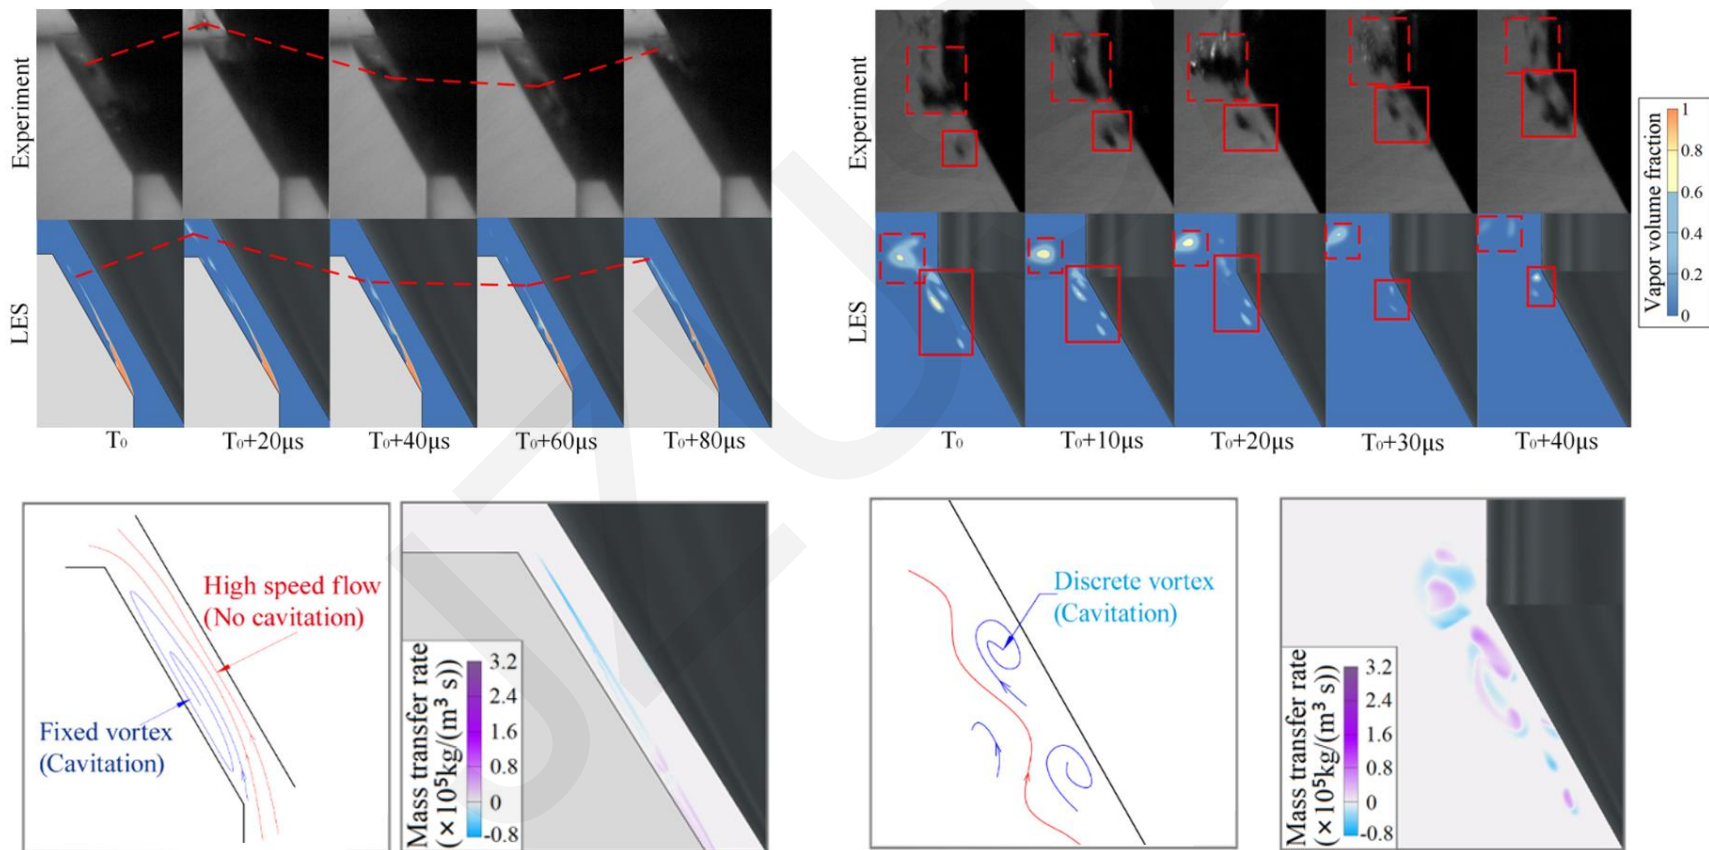 Experiment
LES
T₀
T₀+20μs
T₀+40μs
T₀+60μs
T₀+80μs
Experiment
LES
T₀
T₀+10μs
T₀+20μs
T₀+30μs
T₀+40μs
Vapor volume fraction
1
0.8
0.6
0.4
0.2
0
High speed flow
(No cavitation)
Fixed vortex
(Cavitation)
Mass transfer rate
(×10⁵kg/(m³ s))
3.2
2.4
1.6
0.8
0
-0.8
Discrete vortex
(Cavitation)
Mass transfer rate
(×10⁵kg/(m³ s))
3.2
2.4
1.6
0.8
0
-0.8